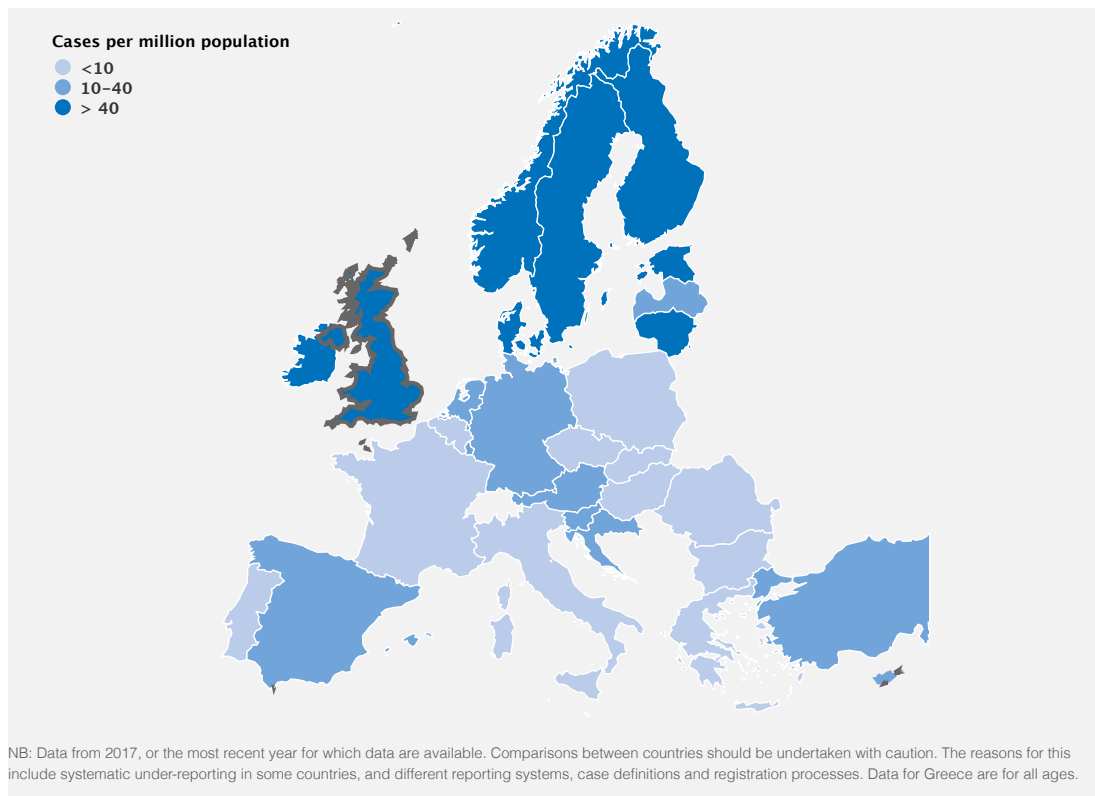 Cases per million population
<10
10–40
> 40
NB: Data from 2017, or the most recent year for which data are available. Comparisons between countries should be undertaken with caution. The reasons for this
include systematic under-reporting in some countries, and different reporting systems, case definitions and registration processes. Data for Greece are for all ages.